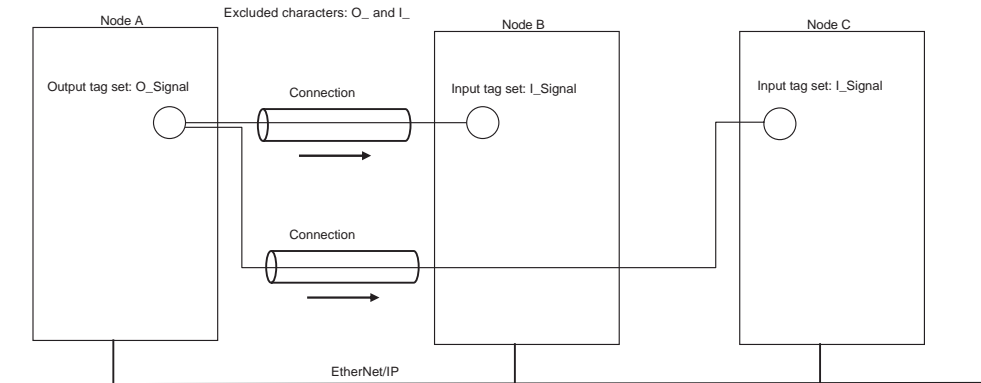 Excluded characters: O_ and I_
Node A
Node B
Node C
Output tag set: O_Signal
Connection
Input tag set: I_Signal
Input tag set: I_Signal
Connection
EtherNet/IP